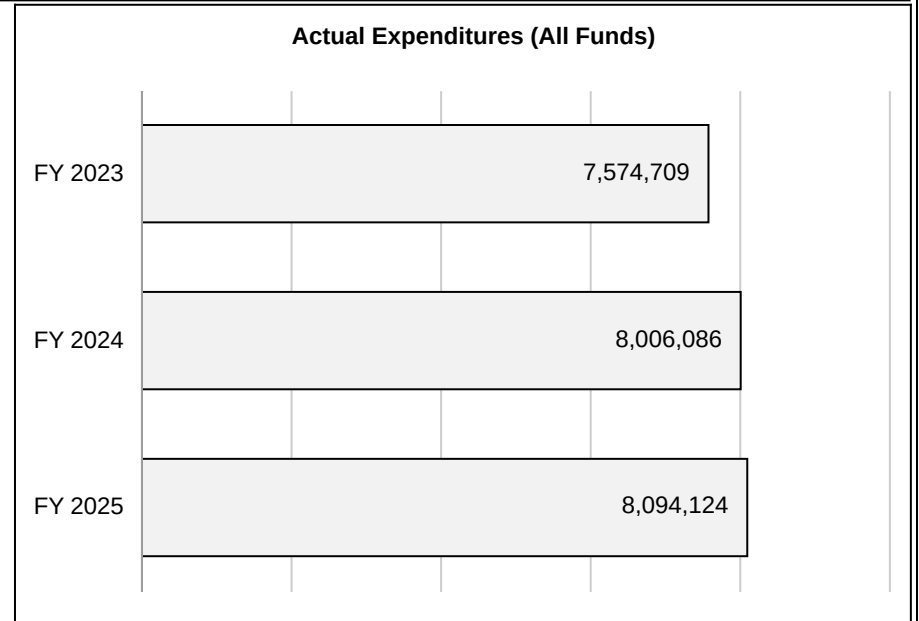 Actual Expenditures (All Funds)
FY 2023
7,574,709
FY 2024
8,006,086
FY 2025
8,094,124